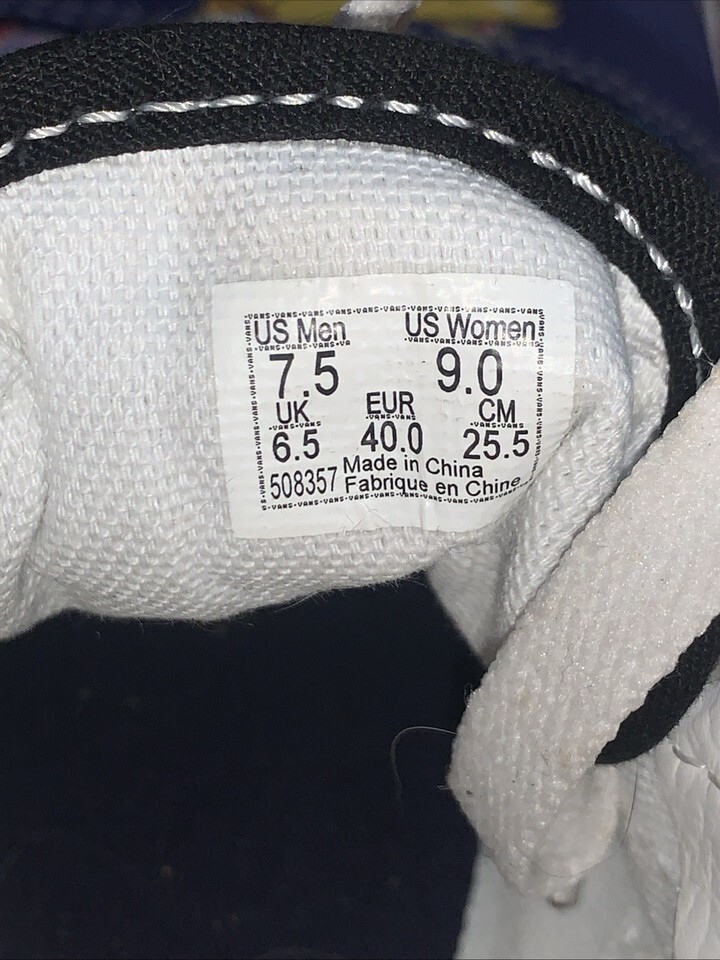 US Men US Women
7.5 9.0
UK EUR CM
6.5 40.0 25.5
508357 Made in China
Fabrique en Chine